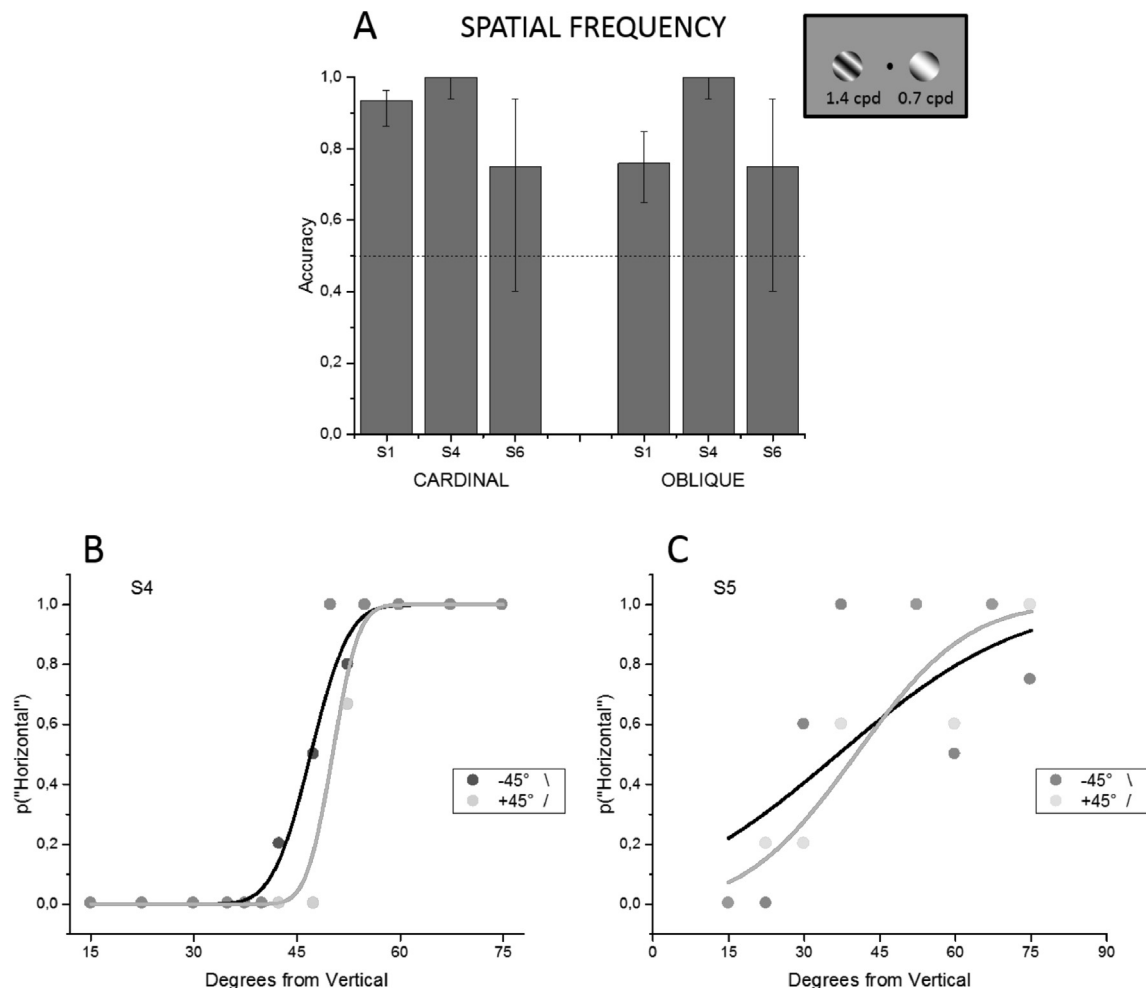 A SPATIAL FREQUENCY
1.4 cpd 0.7 cpd
1,0
0,8
0,6
0,4
0,2
0,0
Accuracy
S1 S4 S6 S1 S4 S6
CARDINAL OBLIQUE
B
S4
1,0
0,8
0,6
0,4
0,2
0,0
p("Horizontal")
-45° \
+45° /
15 30 45 60 75
Degrees from Vertical
C
S5
1,0
0,8
0,6
0,4
0,2
0,0
p("Horizontal")
-45° \
+45° /
0 15 30 45 60 75 90
Degrees from Vertical